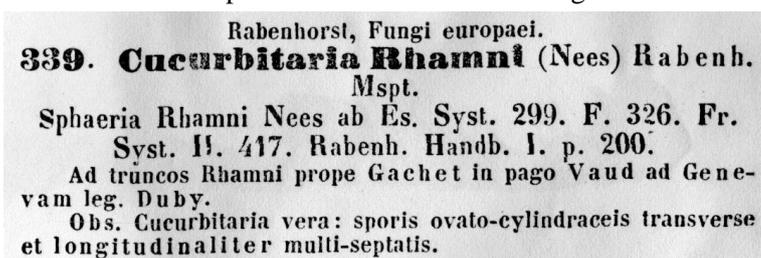 Rabenhorst, Fungi europaei.
339. Cucurbitaria Rhamni (Nees) Rabenh.
Mspt.
Sphaeria Rhamni Nees ab Es. Syst. 299. F. 326. Fr.
Syst. II. 417. Rabenh. Handb. I. p. 200.
Ad truncos Rhamni prope Gachet in pago Vaud ad Gene-
vam leg. Duby.
Obs. Cucurbitaria vera: sporis ovato-cylindraceis transverse
et longitudinaliter multi-septatis.